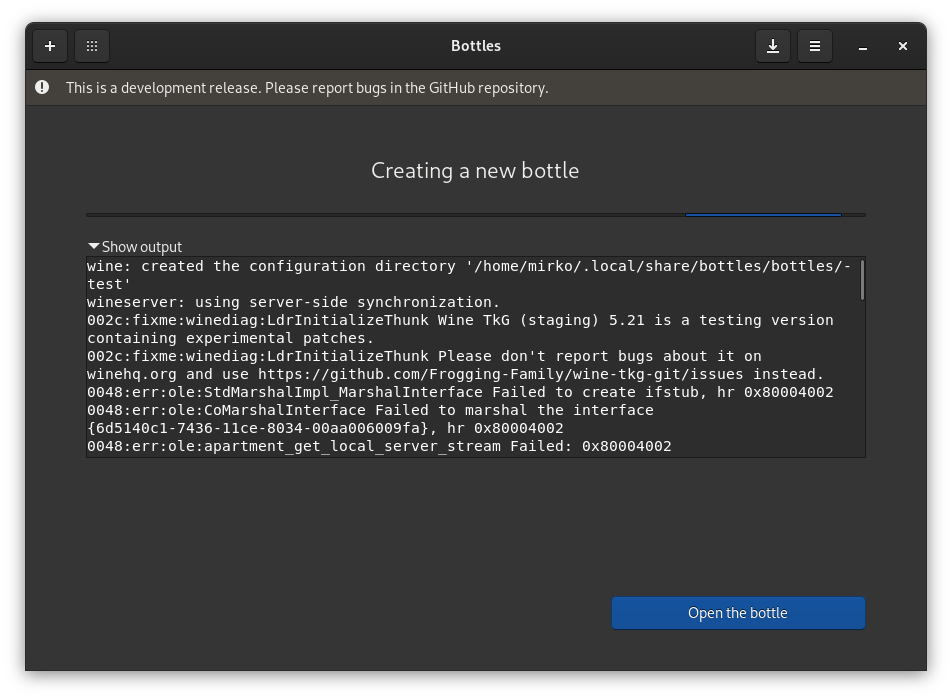 Bottles
This is a development release. Please report bugs in the GitHub repository.
Creating a new bottle
Show output
wine: created the configuration directory '/home/mirko/.local/share/bottles/bottles/-
test'
wineserver: using server-side synchronization.
002c:fixme:winediag:LdrInitializeThunk Wine TkG (staging) 5.21 is a testing version
containing experimental patches.
002c:fixme:winediag:LdrInitializeThunk Please don't report bugs about it on
winehq.org and use https://github.com/Frogging-Family/wine-tkg-git/issues instead.
0048:err:ole:StdMarshalImpl_MarshalInterface Failed to create ifstub, hr 0x80004002
0048:err:ole:CoMarshalInterface Failed to marshal the interface
{6d5140c1-7436-11ce-8034-00aa006009fa}, hr 0x80004002
0048:err:ole:apartment_get_local_server_stream Failed: 0x80004002
Open the bottle